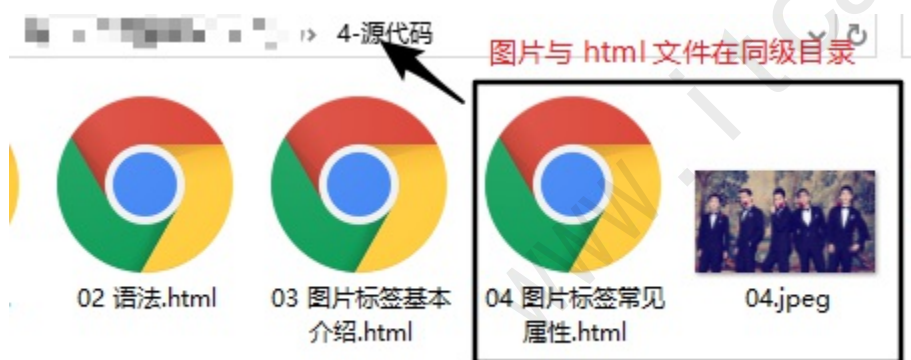 4-源代码
图片与 html 文件在同级目录
02 语法.html
03 图片标签基本
介绍.html
04 图片标签常见
属性.html
04.jpeg